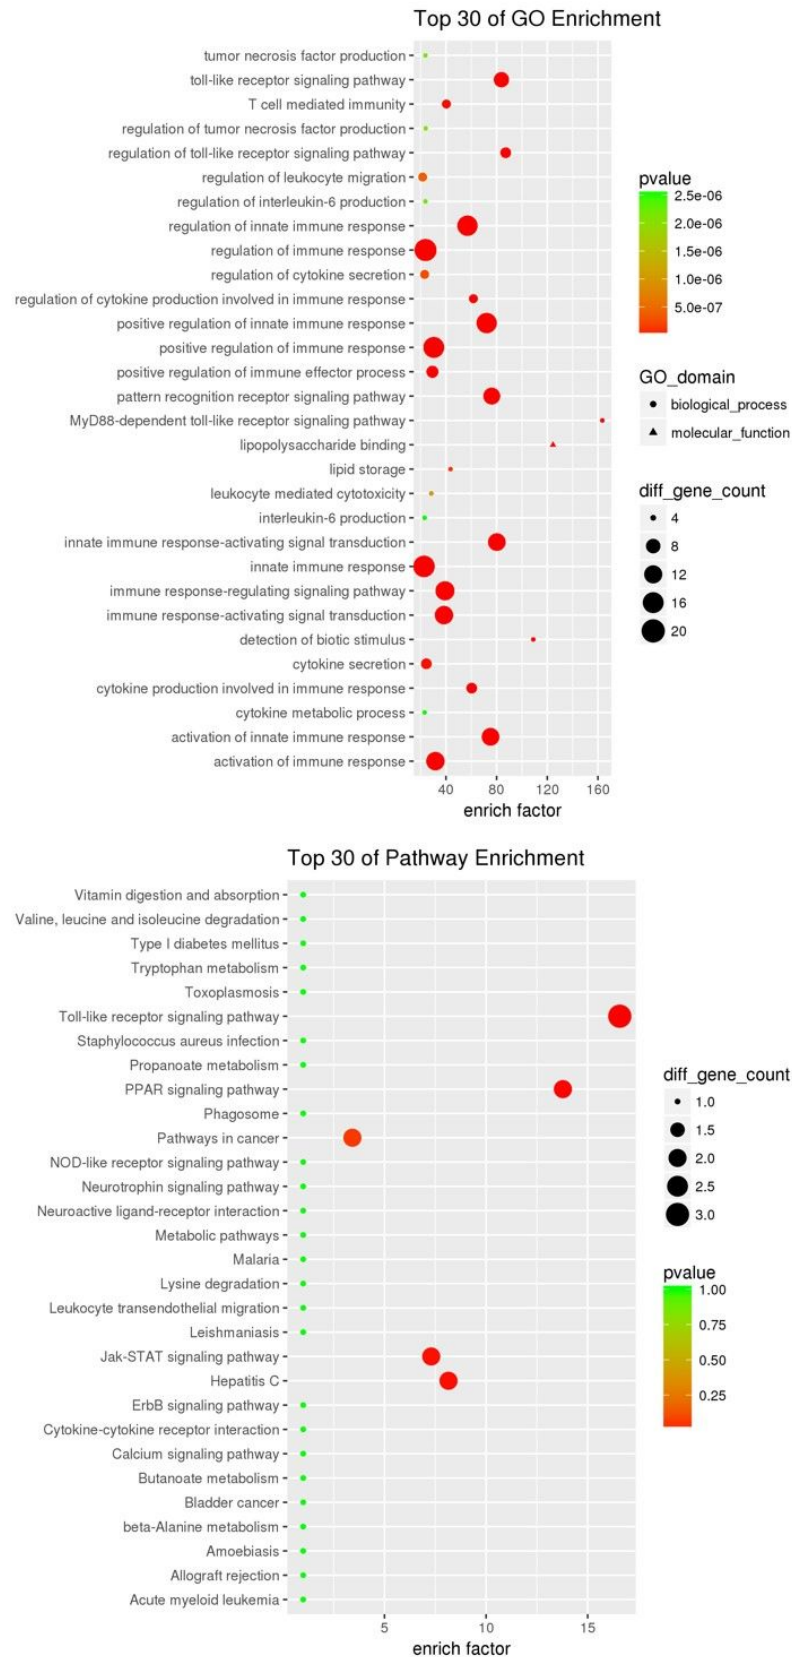 Top 30 of GO Enrichment
tumor necrosis factor production
toll-like receptor signaling pathway
T cell mediated immunity
regulation of tumor necrosis factor production
regulation of toll-like receptor signaling pathway
regulation of leukocyte migration
regulation of interleukin-6 production
regulation of innate immune response
regulation of immune response
regulation of cytokine secretion
regulation of cytokine production involved in immune response
positive regulation of innate immune response
positive regulation of immune response
positive regulation of immune effector process
pattern recognition receptor signaling pathway
MyD88-dependent toll-like receptor signaling pathway
lipopolysaccharide binding
lipid storage
leukocyte mediated cytotoxicity
interleukin-6 production
innate immune response-activating signal transduction
innate immune response
immune response-regulating signaling pathway
immune response-activating signal transduction
detection of biotic stimulus
cytokine secretion
cytokine production involved in immune response
cytokine metabolic process
activation of innate immune response
activation of immune response
40 80 120 160
enrich factor
pvalue
2.5e-06
2.0e-06
1.5e-06
1.0e-06
5.0e-07
GO_domain
biological_process
molecular_function
diff_gene_count
4
8
12
16
20
Top 30 of Pathway Enrichment
Vitamin digestion and absorption
Valine, leucine and isoleucine degradation
Type I diabetes mellitus
Tryptophan metabolism
Toxoplasmosis
Toll-like receptor signaling pathway
Staphylococcus aureus infection
Propanoate metabolism
PPAR signaling pathway
Phagosome
Pathways in cancer
NOD-like receptor signaling pathway
Neurotrophin signaling pathway
Neuroactive ligand-receptor interaction
Metabolic pathways
Malaria
Lysine degradation
Leukocyte transendothelial migration
Leishmaniasis
Jak-STAT signaling pathway
Hepatitis C
ErbB signaling pathway
Cytokine-cytokine receptor interaction
Calcium signaling pathway
Butanoate metabolism
Bladder cancer
beta-Alanine metabolism
Amoebiasis
Allograft rejection
Acute myeloid leukemia
5 10 15
enrich factor
diff_gene_count
1.0
1.5
2.0
2.5
3.0
pvalue
1.00
0.75
0.50
0.25